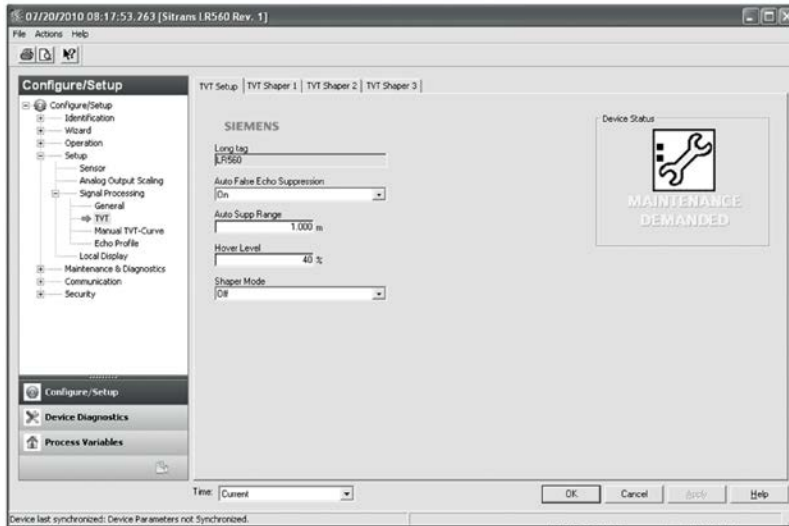 07/20/2010 08:17:53.263 [Sitrans LR560 Rev. 1]
File Actions Help
Configure/Setup
Configure/Setup
Identification
Wizard
Operation
Setup
Sensor
Analog Output Scaling
Signal Processing
General
TVT
Manual TVT-Curve
Echo Profile
Local Display
Maintenance & Diagnostics
Communication
Security
Configure/Setup
Device Diagnostics
Process Variables
TVT Setup TVT Shaper 1 TVT Shaper 2 TVT Shaper 3
SIEMENS
Long tag
LR560
Auto False Echo Suppression
On
Auto Supp Range
1.000 m
Hover Level
40 %
Shaper Mode
Off
Device Status
MAINTENANCE
DEMANDED
Time: Current
OK Cancel Apply Help
Device last synchronized: Device Parameters not Synchronized.